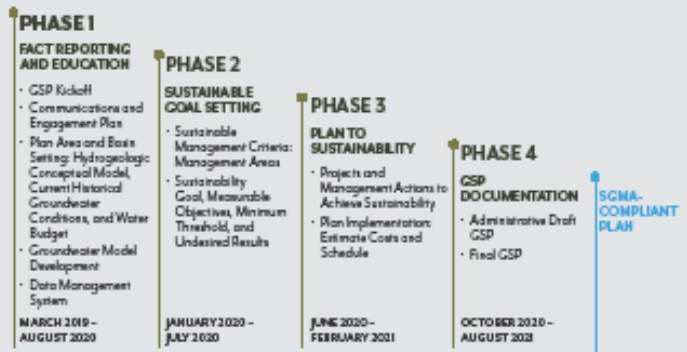 PHASE 1
FACT REPORTING
AND EDUCATION
• GSP Kickoff
• Communications and
Engagement Plan
• Plan Area and Basin
Setting: Hydrogeologic
Conceptual Model,
Current Historical
Groundwater
Conditions, and Water
Budget
• Groundwater Model
Development
• Data Management
System
MARCH 2019 –
AUGUST 2020
PHASE 2
SUSTAINABLE
GOAL SETTING
• Sustainable
Management Criteria:
Management Areas
• Sustainability
Goal, Measurable
Objectives, Minimum
Threshold, and
Undesired Results
JANUARY 2020 –
JULY 2020
PHASE 3
PLAN TO
SUSTAINABILITY
• Projects and
Management Actions to
Achieve Sustainability
• Plan Implementation:
Estimate Costs and
Schedule
JUNE 2020 –
FEBRUARY 2021
PHASE 4
GSP
DOCUMENTATION
• Administrative Draft
GSP
• Final GSP
OCTOBER 2020 –
AUGUST 2021
SGMA-
COMPLIANT
PLAN